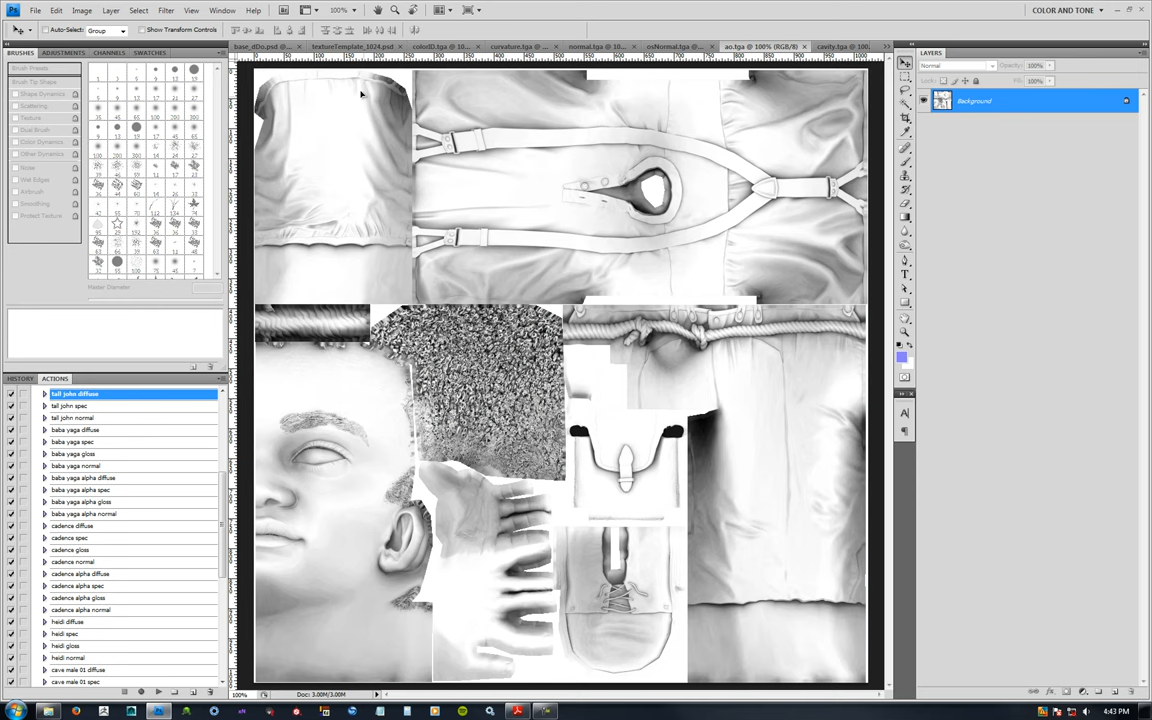 Ps File Edit Image Layer Select Filter View Window Help 100% COLOR AND TONE
Auto-Select: Group Show Transform Controls
BRUSHES ADJUSTMENTS CHANNELS SWATCHES
base_dDo.psd @ ... textureTemplate_1024.psd colorID.tga @ 10... curvature.tga @ ... normal.tga @ 100... osNormal.tga @ ... ao.tga @ 100% (RGB/8) cavity.tga @ 100,
LAYERS
Normal Opacity: 100%
Lock: Fill: 100%
Background
Brush Presets
Brush Tip Shape
Shape Dynamics
Scattering
Texture
Dual Brush
Color Dynamics
Other Dynamics
Noise
Wet Edges
Airbrush
Smoothing
Protect Texture
Master Diameter
HISTORY ACTIONS
tall john diffuse
tall john spec
tall john normal
baba yaga diffuse
baba yaga spec
baba yaga gloss
baba yaga normal
baba yaga alpha diffuse
baba yaga alpha spec
baba yaga alpha gloss
baba yaga alpha normal
cadence diffuse
cadence spec
cadence gloss
cadence normal
cadence alpha diffuse
cadence alpha spec
cadence alpha gloss
cadence alpha normal
heidi diffuse
heidi spec
heidi gloss
heidi normal
cave male 01 diffuse
cave male 01 spec
100% Doc: 3.00M/3.00M
4:43 PM